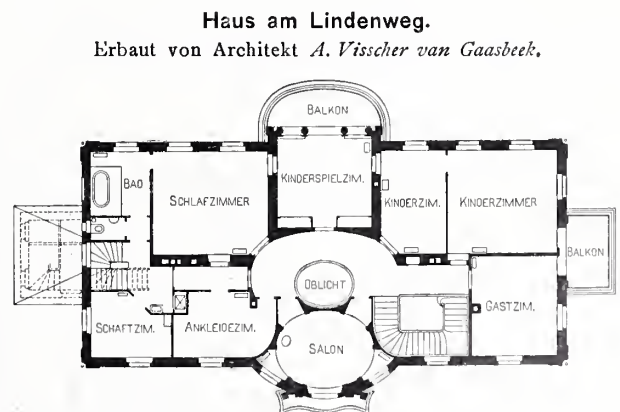 Haus am Lindenweg.
Erbaut von Architekt A. Visscher van Gaasbeek.
BALKON
BAD
SCHLAFZIMMER
KINDERSPIELZIM.
KINDERZIM.
KINDERZIMMER
BALKON
OBLICHT
SCHAFTZIM.
ANKLEIDEZIM.
SALON
GASTZIM.